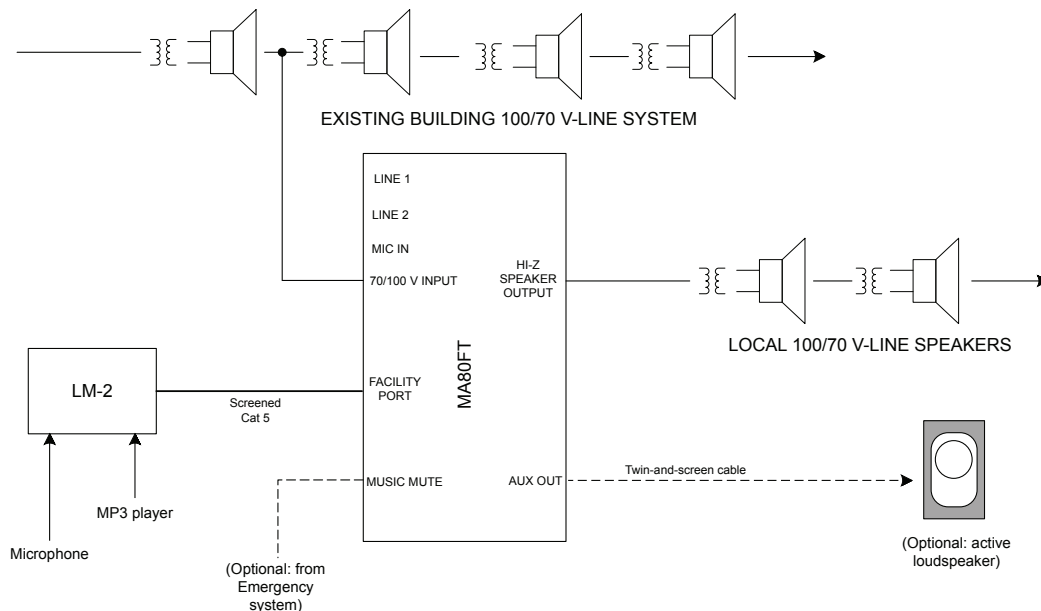 EXISTING BUILDING 100/70 V-LINE SYSTEM
LINE 1
LINE 2
MIC IN
70/100 V INPUT
HI-Z
SPEAKER
OUTPUT
LOCAL 100/70 V-LINE SPEAKERS
MA80FT
LM-2
Screened
Cat 5
FACILITY
PORT
MUSIC MUTE
AUX OUT
Twin-and-screen cable
MP3 player
Microphone
(Optional: from
Emergency
system)
(Optional: active
loudspeaker)